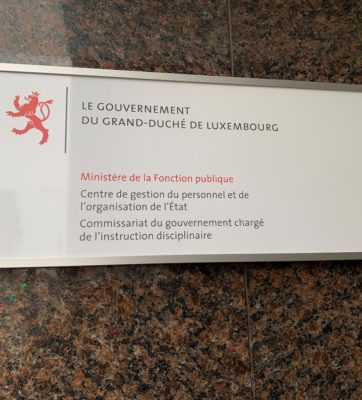 LE GOUVERNEMENT
DU GRAND-DUCHÉ DE LUXEMBOURG
Ministère de la Fonction publique
Centre de gestion du personnel et de
l'organisation de l'État
Commissariat du gouvernement chargé
de l'instruction disciplinaire